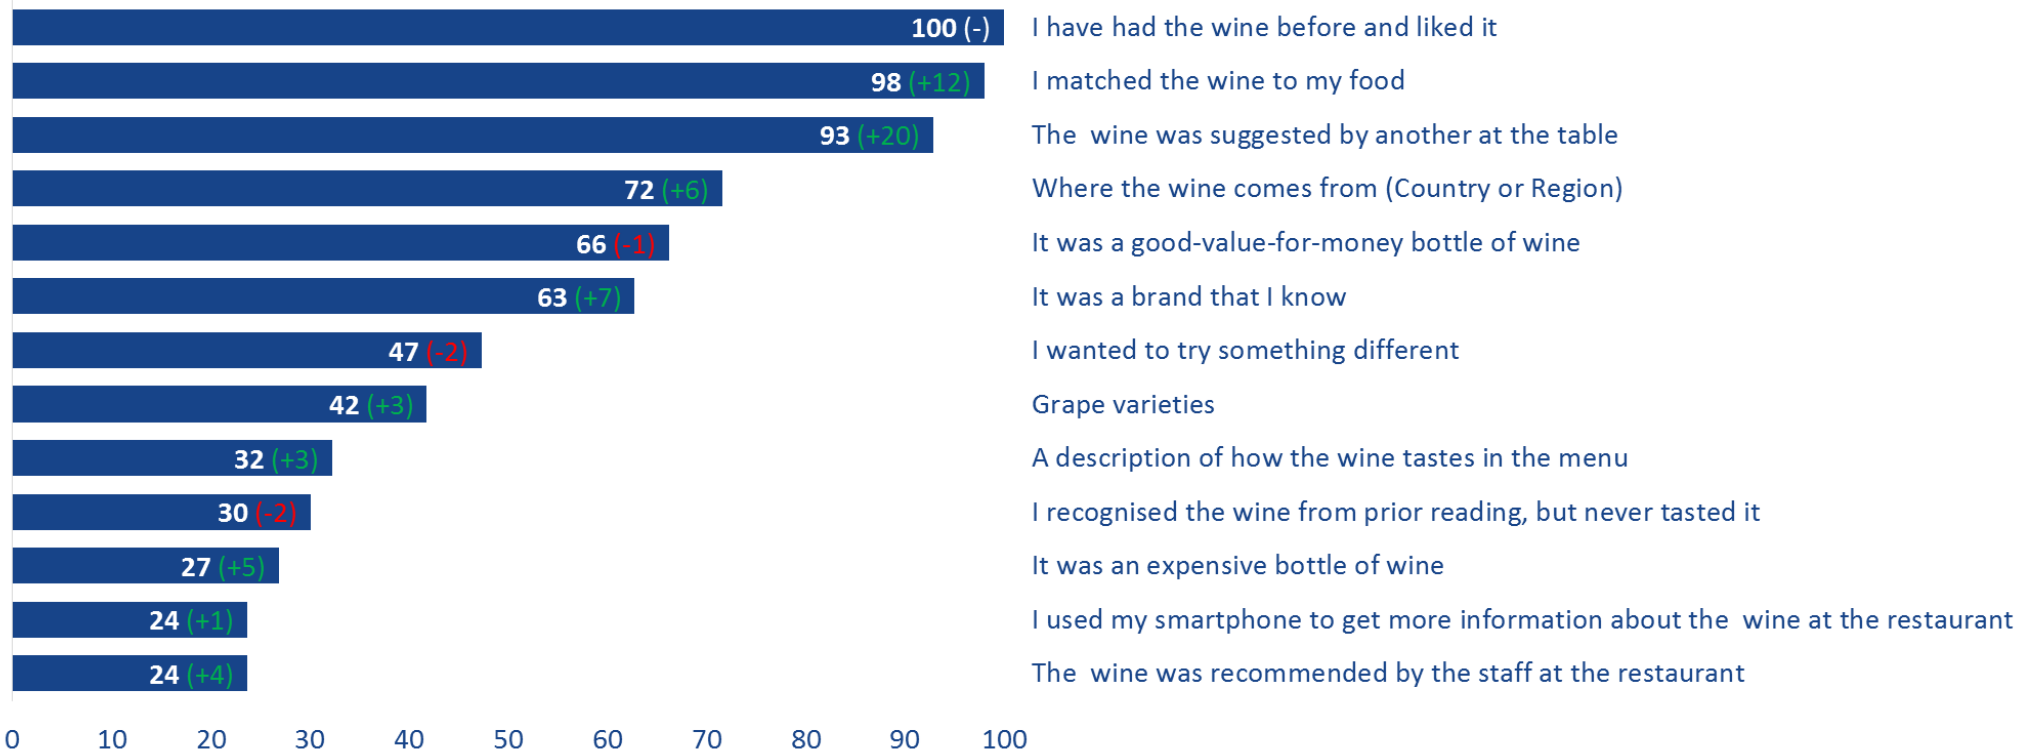 100 (-) I have had the wine before and liked it
98 (+12) I matched the wine to my food
93 (+20) The  wine was suggested by another at the table
72 (+6) Where the wine comes from (Country or Region)
66 (-1) It was a good-value-for-money bottle of wine
63 (+7) It was a brand that I know
47 (-2) I wanted to try something different
42 (+3) Grape varieties
32 (+3) A description of how the wine tastes in the menu
30 (-2) I recognised the wine from prior reading, but never tasted it
27 (+5) It was an expensive bottle of wine
24 (+1) I used my smartphone to get more information about the  wine at the restaurant
24 (+4) The  wine was recommended by the staff at the restaurant
0 10 20 30 40 50 60 70 80 90 100